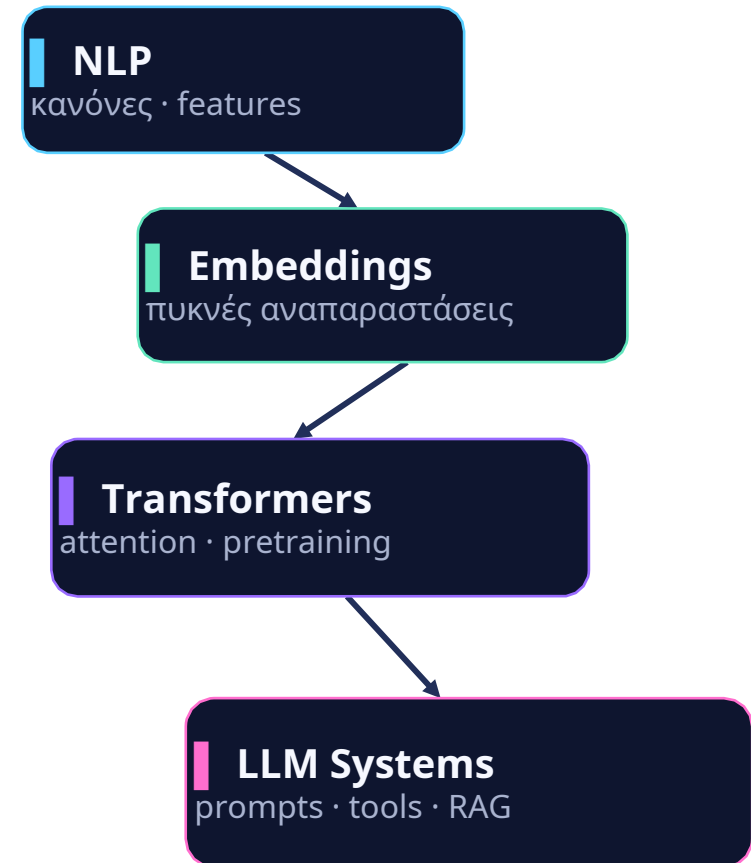 NLP
κανόνες · features
Embeddings
πυκνές αναπαραστάσεις
Transformers
attention · pretraining
LLM Systems
prompts · tools · RAG